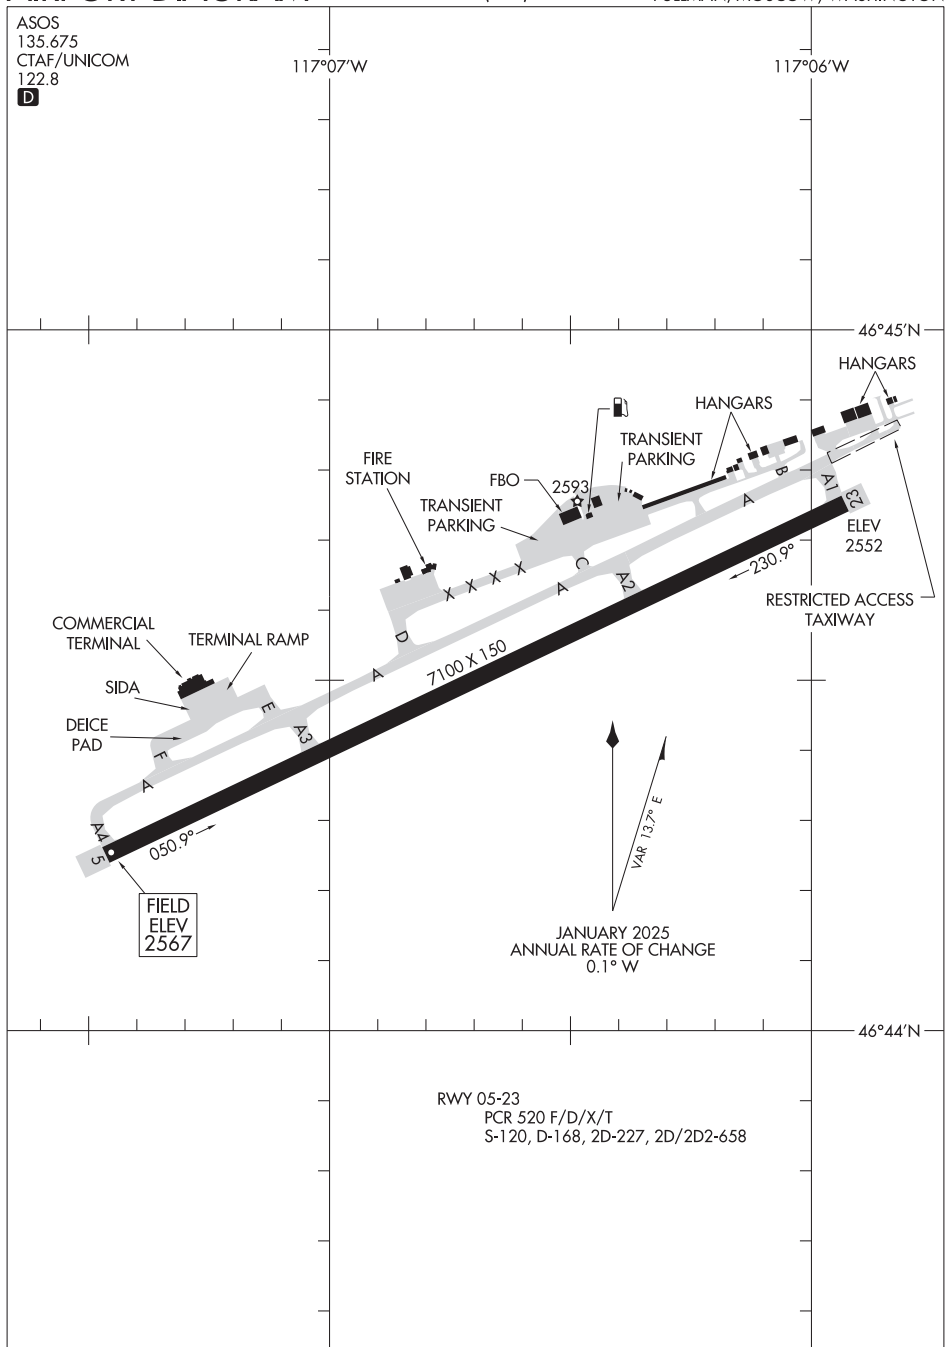 ASOS
135.675
CTAF/UNICOM
122.8
D
117°07'W
117°06'W
46°45'N
HANGARS
HANGARS
TRANSIENT
PARKING
FIRE
STATION
FBO
2593
TRANSIENT
PARKING
B
A
A1
23
ELEV
2552
X X X X
C
A
A2
230.9°
RESTRICTED ACCESS
TAXIWAY
COMMERCIAL
TERMINAL
TERMINAL RAMP
D
7100 X 150
A
SIDA
E
DEICE
PAD
A3
F
A
A4
5
050.9°
VAR 13.7° E
FIELD
ELEV
2567
JANUARY 2025
ANNUAL RATE OF CHANGE
0.1° W
46°44'N
RWY 05-23
PCR 520 F/D/X/T
S-120, D-168, 2D-227, 2D/2D2-658